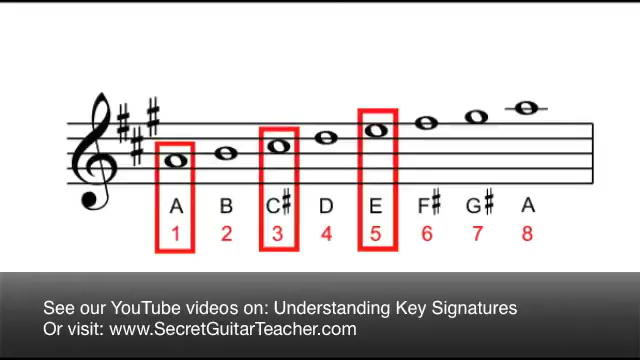 A B C# D E F# G# A
1 2 3 4 5 6 7 8
See our YouTube videos on: Understanding Key Signatures
Or visit: www.SecretGuitarTeacher.com